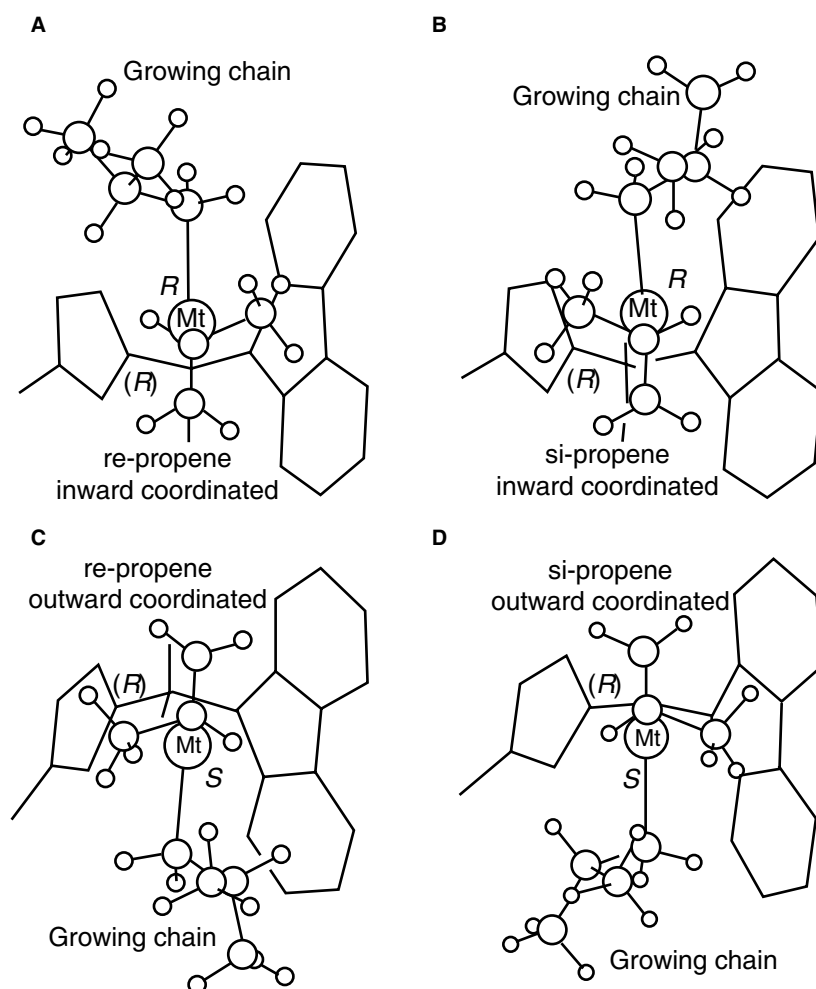 A
Growing chain
R
Mt
(R)
re-propene
inward coordinated
B
Growing chain
R
Mt
(R)
si-propene
inward coordinated
C
re-propene
outward coordinated
(R)
Mt
S
Growing chain
D
si-propene
outward coordinated
(R)
Mt
S
Growing chain